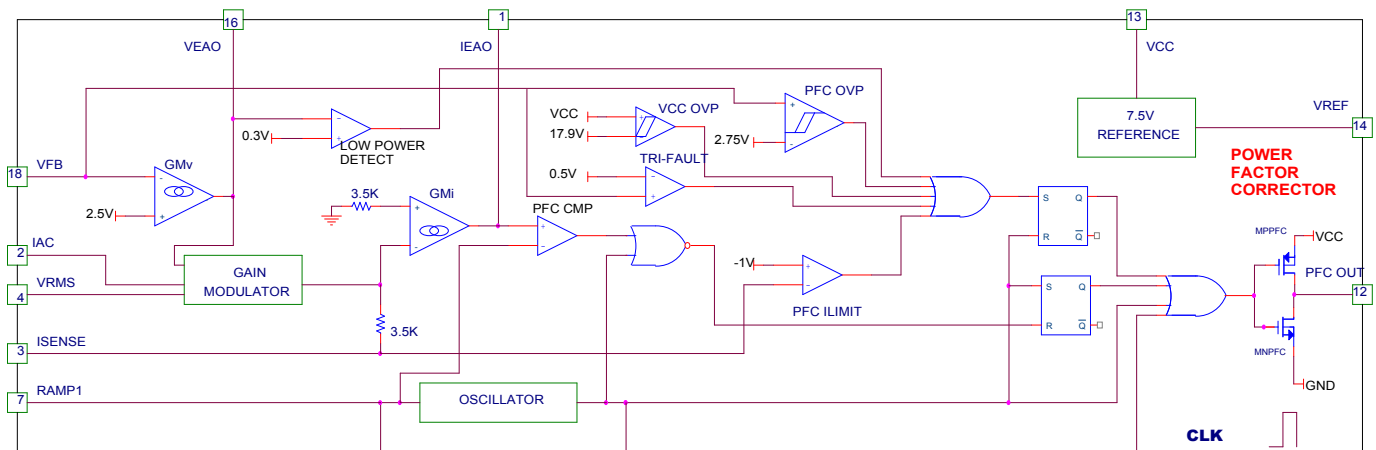 16
1
13
VEAO
IEAO
VCC
PFC OVP
VCC OVP
VCC
17.9V
2.75V
7.5V
REFERENCE
VREF
14
0.3V
LOW POWER
DETECT
TRI-FAULT
0.5V
POWER
FACTOR
CORRECTOR
18
VFB
GMv
2.5V
3.5K
GMi
PFC CMP
S
Q
R
Q
MPPFC
VCC
2
IAC
GAIN
MODULATOR
-1V
PFC ILIMIT
PFC OUT
12
4
VRMS
S
Q
R
Q
3.5K
3
ISENSE
MNPFC
GND
7
RAMP1
OSCILLATOR
CLK